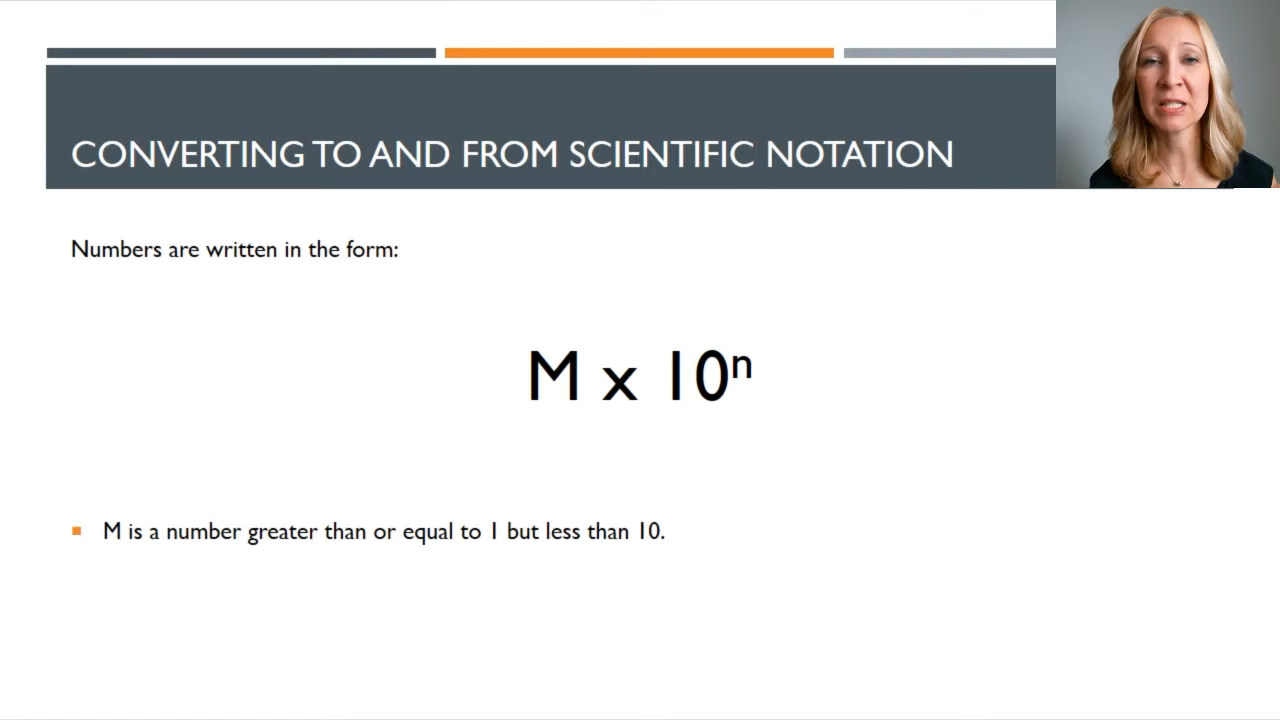 CONVERTING TO AND FROM SCIENTIFIC NOTATION
Numbers are written in the form:
M x 10ⁿ
M is a number greater than or equal to 1 but less than 10.